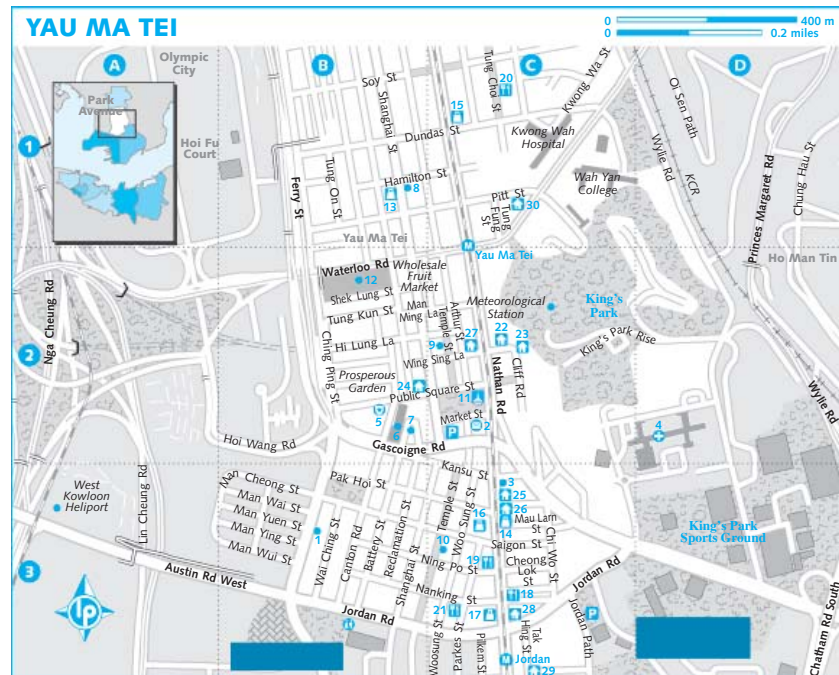 YAU MA TEI
0 400 m
0 0.2 miles
A
B
C
D
Olympic
City
Soy St
Shanghai St
Tung Choi St
20
Kwong Wa St
Oi Sen Path
Park
Avenue
15
Dundas St
Kwong Wah
Hospital
1
Hoi Fu
Court
Wylie Rd
KCR
Princes Margaret Rd
Chung Hau St
Ferry St
Tung On St
Hamilton St
8
13
Pitt St
30
Tung
Fung
St
Wah Yan
College
Yau Ma Tei
Yau Ma Tei
Ho Man Tin
Waterloo Rd
12
Wholesale
Fruit
Market
Shek Lung St
Nga Cheung Rd
Tung Kun St
Man
Ming La
Temple St
Arthur St
Meteorological
Station
King's
Park
2
Hi Lung La
9
27
22
23
King's Park Rise
Ching Ping St
Wing Sing La
Prosperous
Garden
24
Public Square St
Nathan Rd
Cliff Rd
11
5
6
7
Market St
P
2
4
Wylie Rd
Hoi Wang Rd
Gascoigne Rd
Kansu St
West
Kowloon
Heliport
Lin Cheung Rd
Man Cheong St
Pak Hoi St
3
25
Man Wai St
26
Man Yuen St
Man Ying St
Man Wui St
1
Wai Ching St
Canton Rd
Battery St
Reclamation St
Shanghai St
Temple St
Woo Sung St
16
14
Mau Lam
St
King's Park
Sports Ground
10
Saigon St
Chi Wo St
Ning Po St
19
Cheong
Lok
St
3
Austin Rd West
Nanking St
18
Jordan Rd
lp
Jordan Rd
21
17
28
P
Jordan Path
Woosung St
Parkes St
Pilkem St
Tak
Hing St
M Jordan
29
Chatham Rd South